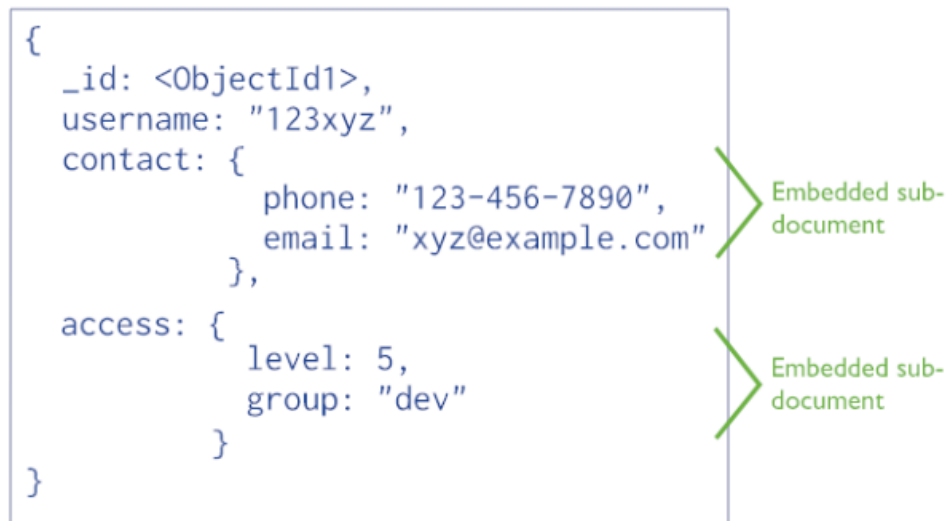 {
_id: <ObjectId1>,
username: "123xyz",
contact: {
phone: "123-456-7890",
email: "xyz@example.com"
},
access: {
level: 5,
group: "dev"
}
}
Embedded sub-
document
Embedded sub-
document